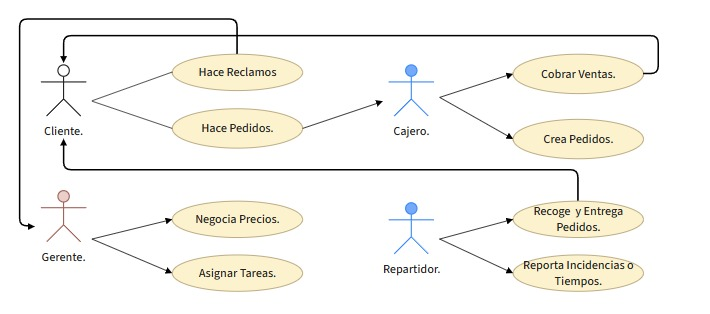 Hace Reclamos
Cobrar Ventas.
Cliente.
Hace Pedidos.
Cajero.
Crea Pedidos.
Negocia Precios.
Recoge y Entrega
Pedidos.
Gerente.
Repartidor.
Asignar Tareas.
Reporta Incidencias o
Tiempos.